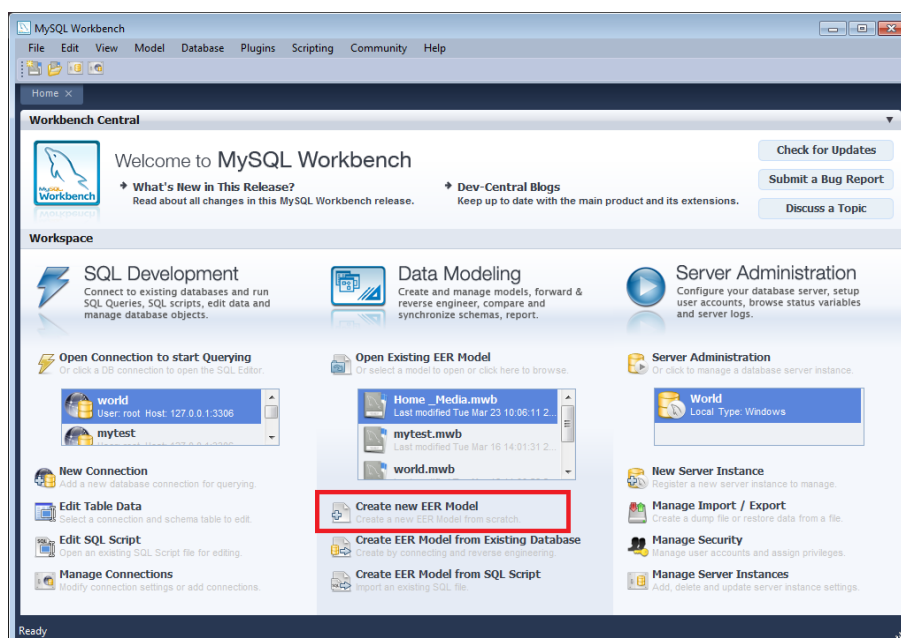 MySQL Workbench
File Edit View Model Database Plugins Scripting Community Help
Home
Workbench Central
MySQL
Workbench
Welcome to MySQL Workbench
What's New in This Release?
Read about all changes in this MySQL Workbench release.
Dev-Central Blogs
Keep up to date with the main product and its extensions.
Check for Updates
Submit a Bug Report
Discuss a Topic
Workspace
SQL Development
Connect to existing databases and run
SQL Queries, SQL scripts, edit data and
manage database objects.
Open Connection to start Querying
Or click a DB connection to open the SQL Editor.
world
User: root Host: 127.0.0.1:3306
mytest
New Connection
Add a new database connection for querying.
Edit Table Data
Select a connection and schema table to edit.
Edit SQL Script
Open an existing SQL Script file for editing.
Manage Connections
Modify connection settings or add connections.
Data Modeling
Create and manage models, forward &
reverse engineer, compare and
synchronize schemas, report.
Open Existing EER Model
Or select a model to open or click here to browse.
Home _Media.mwb
Last modified Tue Mar 23 10:06:11 2...
mytest.mwb
Last modified Tue Mar 16 14:01:31 2...
world.mwb
Create new EER Model
Create a new EER Model from scratch.
Create EER Model from Existing Database
Create by connecting and reverse engineering.
Create EER Model from SQL Script
Import an existing SQL file.
Server Administration
Configure your database server, setup
user accounts, browse status variables
and server logs.
Server Administration
Or click to manage a database server instance.
World
Local Type: Windows
New Server Instance
Register a new server instance to manage.
Manage Import / Export
Create a dump file or restore data from a file.
Manage Security
Manage user accounts and assign privileges.
Manage Server Instances
Add, delete and update server instance settings.
Ready